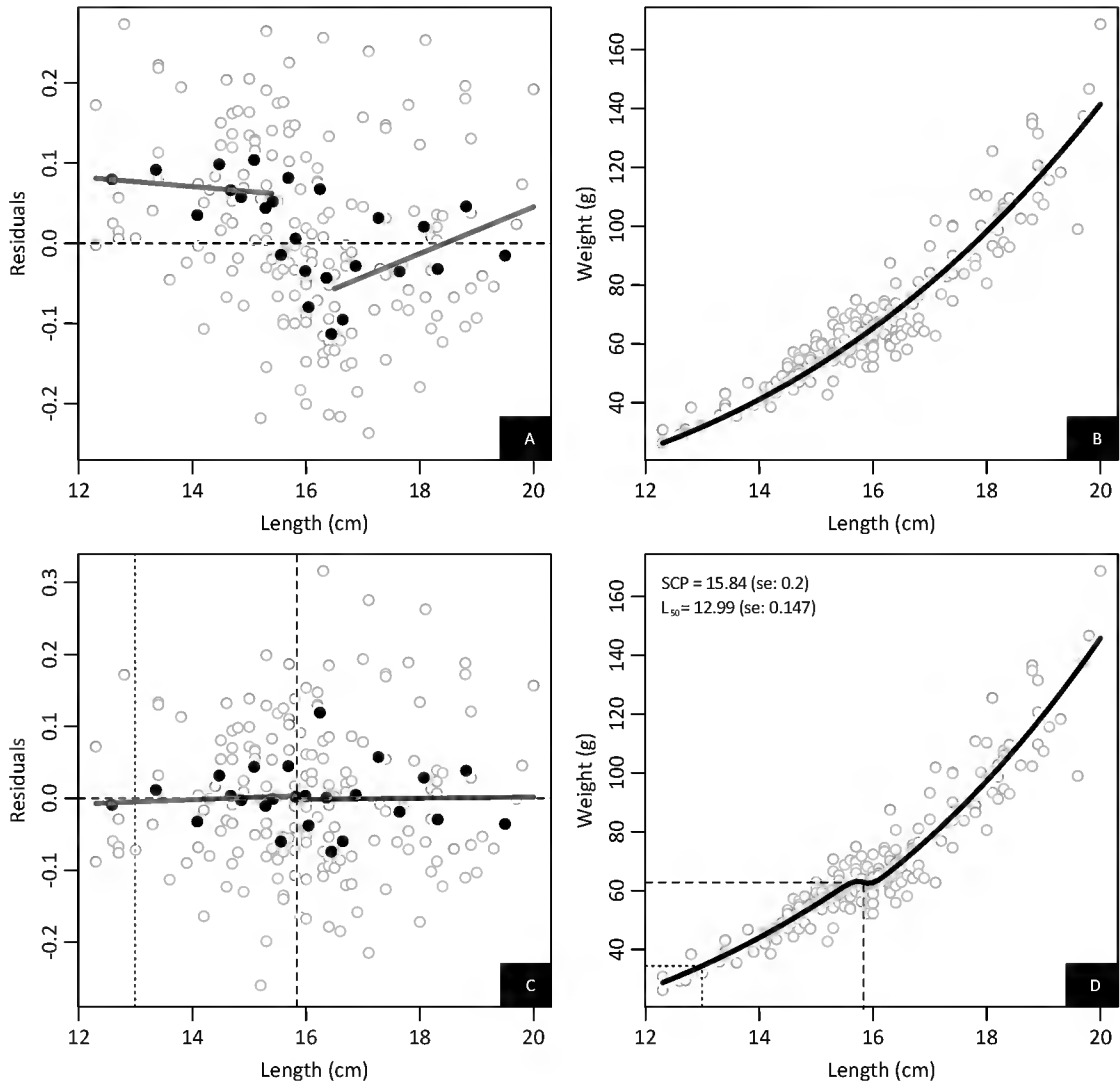 0.2
0.1
0.0
-0.1
-0.2
Residuals
12 14 16 18 20
Length (cm)
A
160
140
120
100
80
60
40
Weight (g)
12 14 16 18 20
Length (cm)
B
0.3
0.2
0.1
0.0
-0.1
-0.2
Residuals
12 14 16 18 20
Length (cm)
C
SCP = 15.84 (se: 0.2)
L50= 12.99 (se: 0.147)
160
140
120
100
80
60
40
Weight (g)
12 14 16 18 20
Length (cm)
D